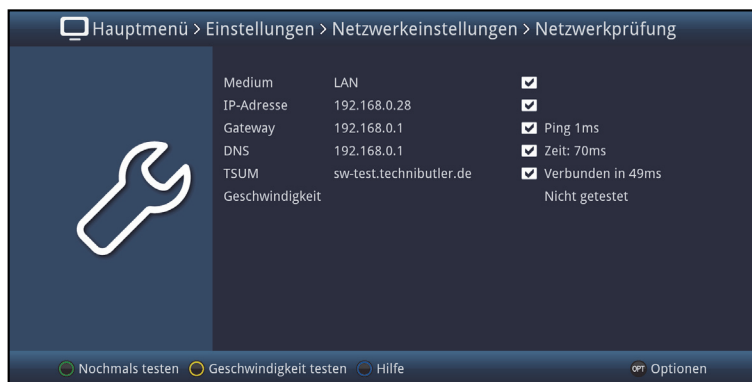 Hauptmenü > Einstellungen > Netzwerkeinstellungen > Netzwerkprüfung
Medium LAN
IP-Adresse 192.168.0.28
Gateway 192.168.0.1 Ping 1ms
DNS 192.168.0.1 Zeit: 70ms
TSUM sw-test.technibutler.de Verbunden in 49ms
Geschwindigkeit Nicht getestet
Nochmals testen Geschwindigkeit testen Hilfe OPT Optionen